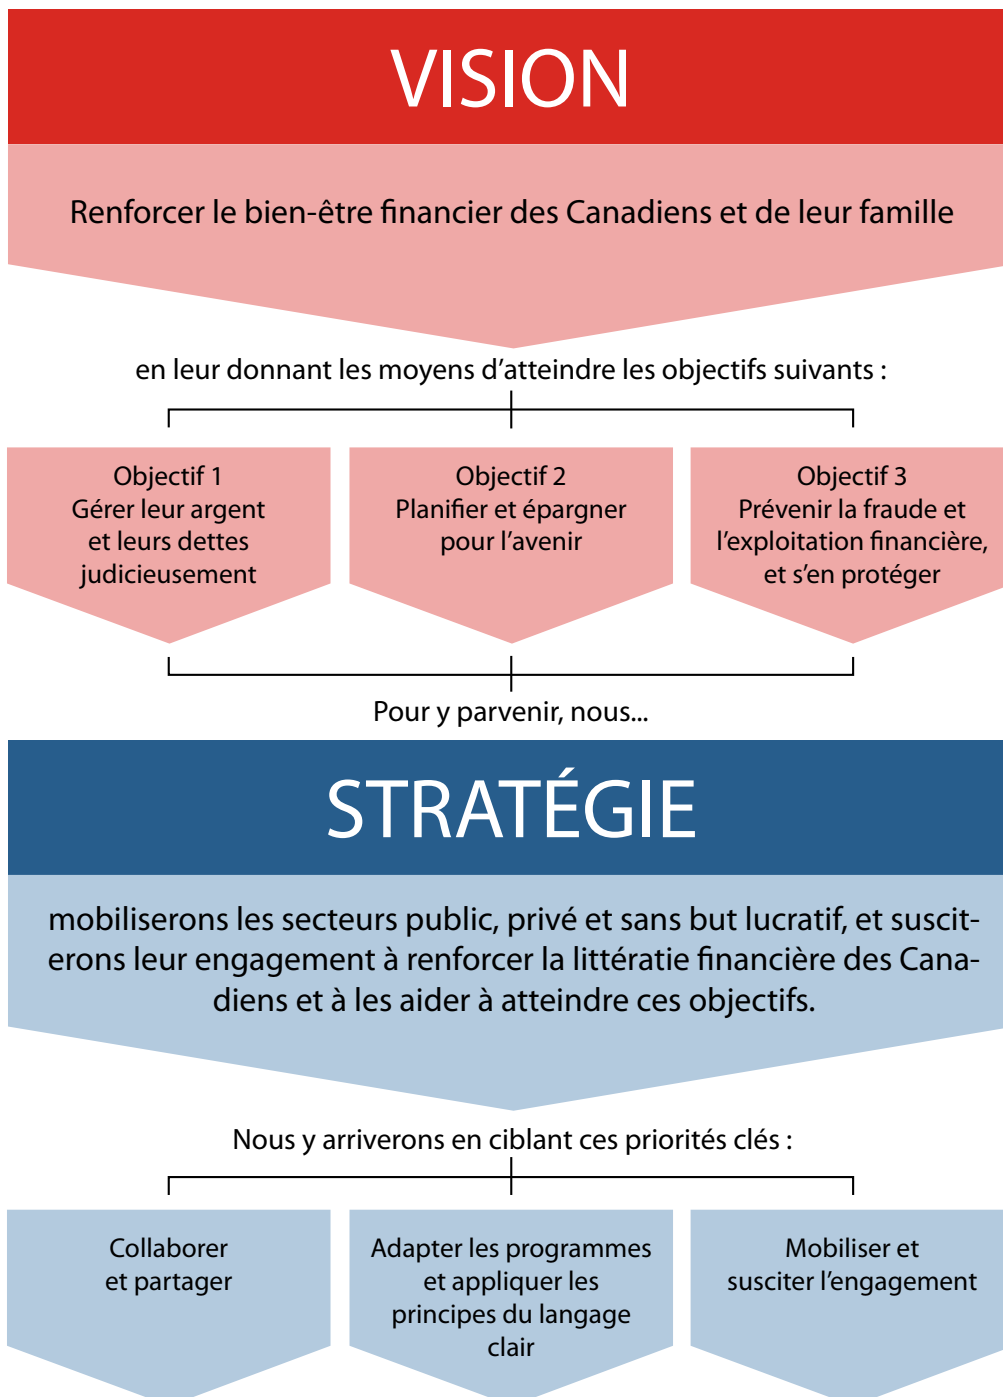 VISION
Renforcer le bien-être financier des Canadiens et de leur famille
en leur donnant les moyens d’atteindre les objectifs suivants :
Objectif 1
Gérer leur argent
et leurs dettes
judicieusement
Objectif 2
Planifier et épargner
pour l’avenir
Objectif 3
Prévenir la fraude et
l’exploitation financière,
et s’en protéger
Pour y parvenir, nous...
STRATÉGIE
mobiliserons les secteurs public, privé et sans but lucratif, et suscit-
erons leur engagement à renforcer la littératie financière des Cana-
diens et à les aider à atteindre ces objectifs.
Nous y arriverons en ciblant ces priorités clés :
Collaborer
et partager
Adapter les programmes
et appliquer les
principes du langage
clair
Mobiliser et
susciter l’engagement